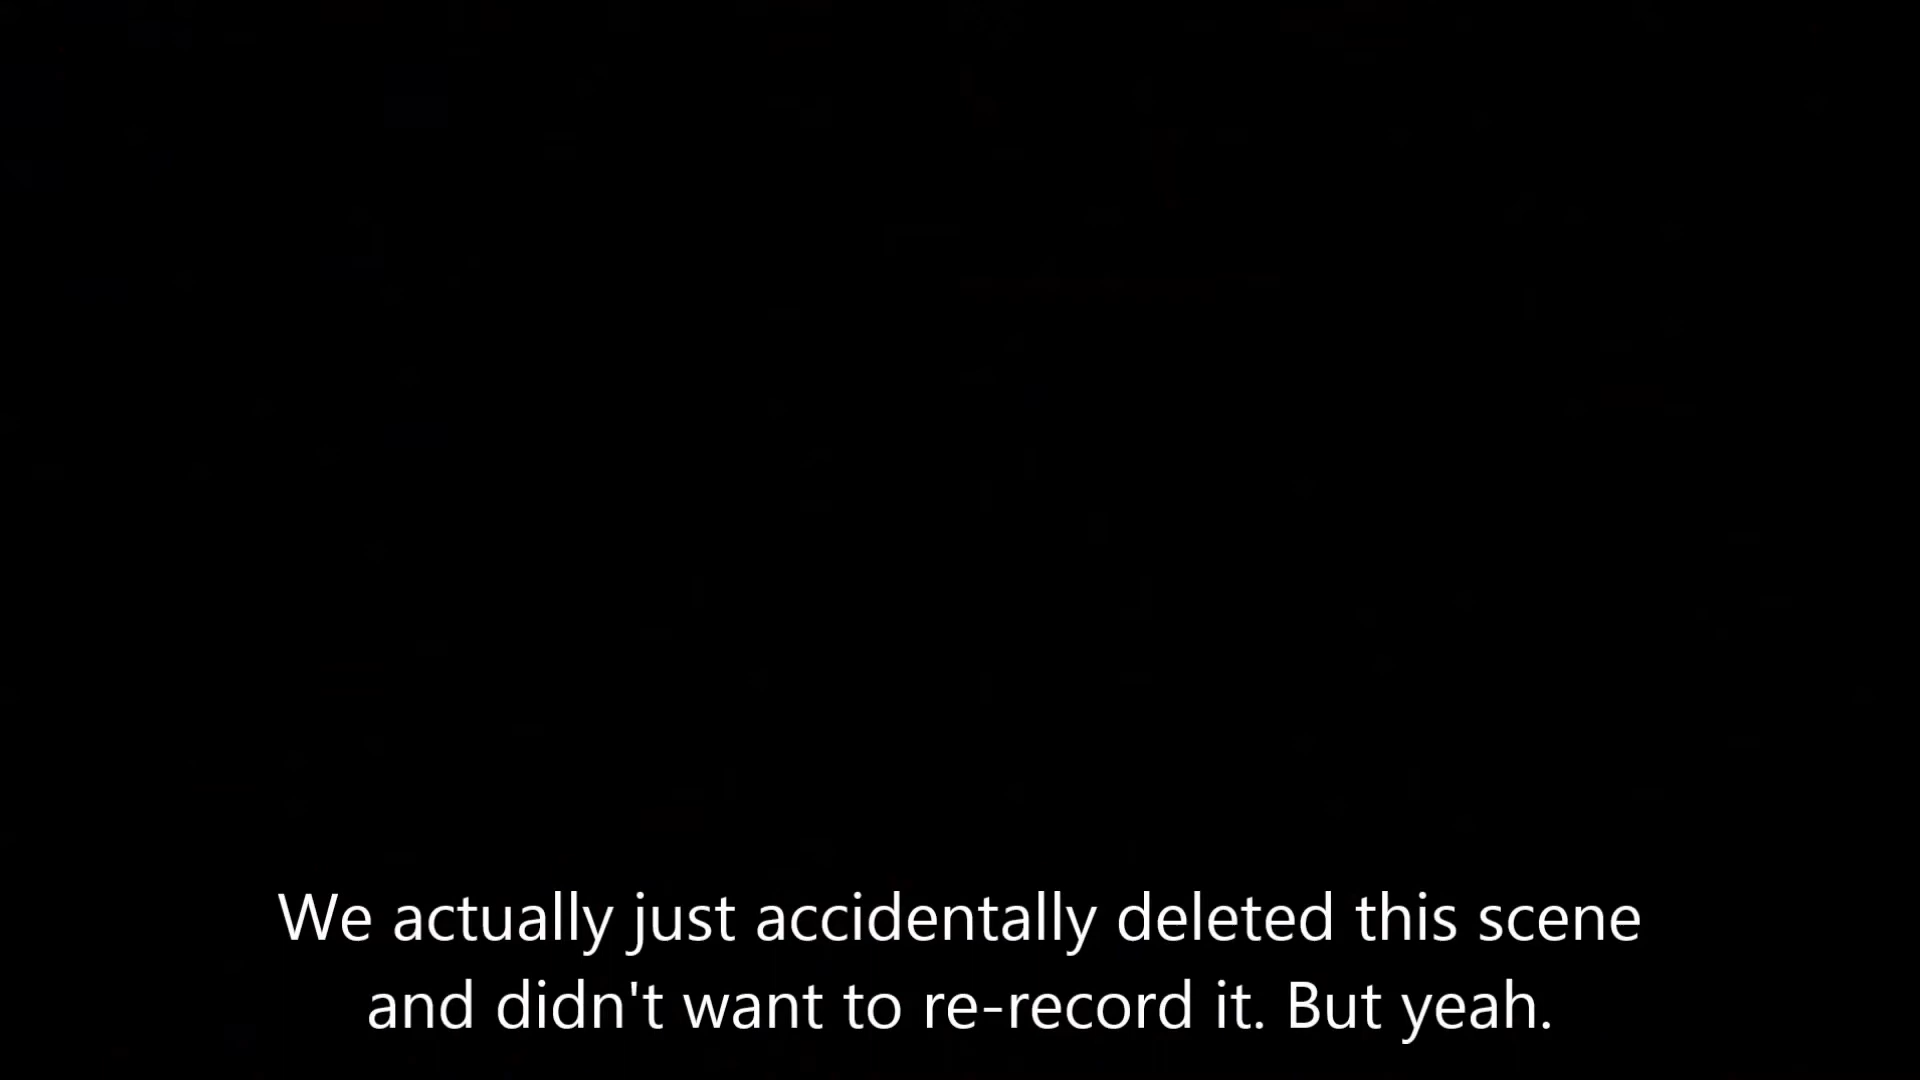 We actually just accidentally deleted this scene
and didn't want to re-record it. But yeah.